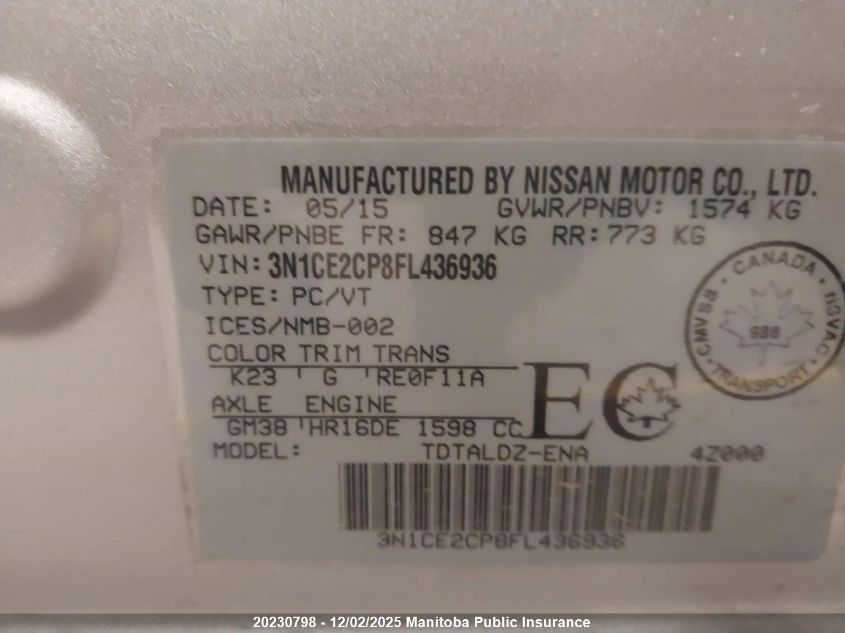 MANUFACTURED BY NISSAN MOTOR CO., LTD.
DATE: 05/15 GVWR/PNBV: 1574 KG
GAWR/PNBE FR: 847 KG RR: 773 KG
VIN: 3N1CE2CP8FL436936
TYPE: PC/VT
ICES/NMB-002
COLOR TRIM TRANS
K23 ' G ' RE0F11A
AXLE ENGINE
GM38 ' HR16DE 1598 CC
MODEL: TDTALDZ-ENA 4Z000
EC
CANADA
CMVSS
NSVAC
986
TRANSPORT
3N1CE2CP8FL436936
20230798 - 12/02/2025 Manitoba Public Insurance